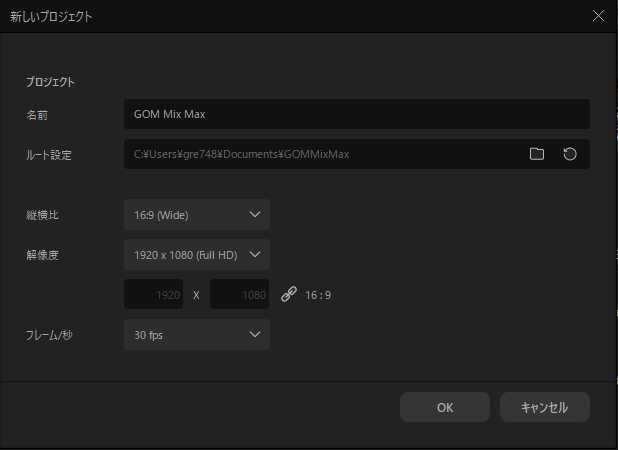 新しいプロジェクト
プロジェクト
名前 GOM Mix Max
ルート設定 C:¥Users¥gre748¥Documents¥GOMMixMax
縦横比 16:9 (Wide)
解像度 1920 x 1080 (Full HD)
1920 X 1080 16 : 9
フレーム/秒 30 fps
OK キャンセル